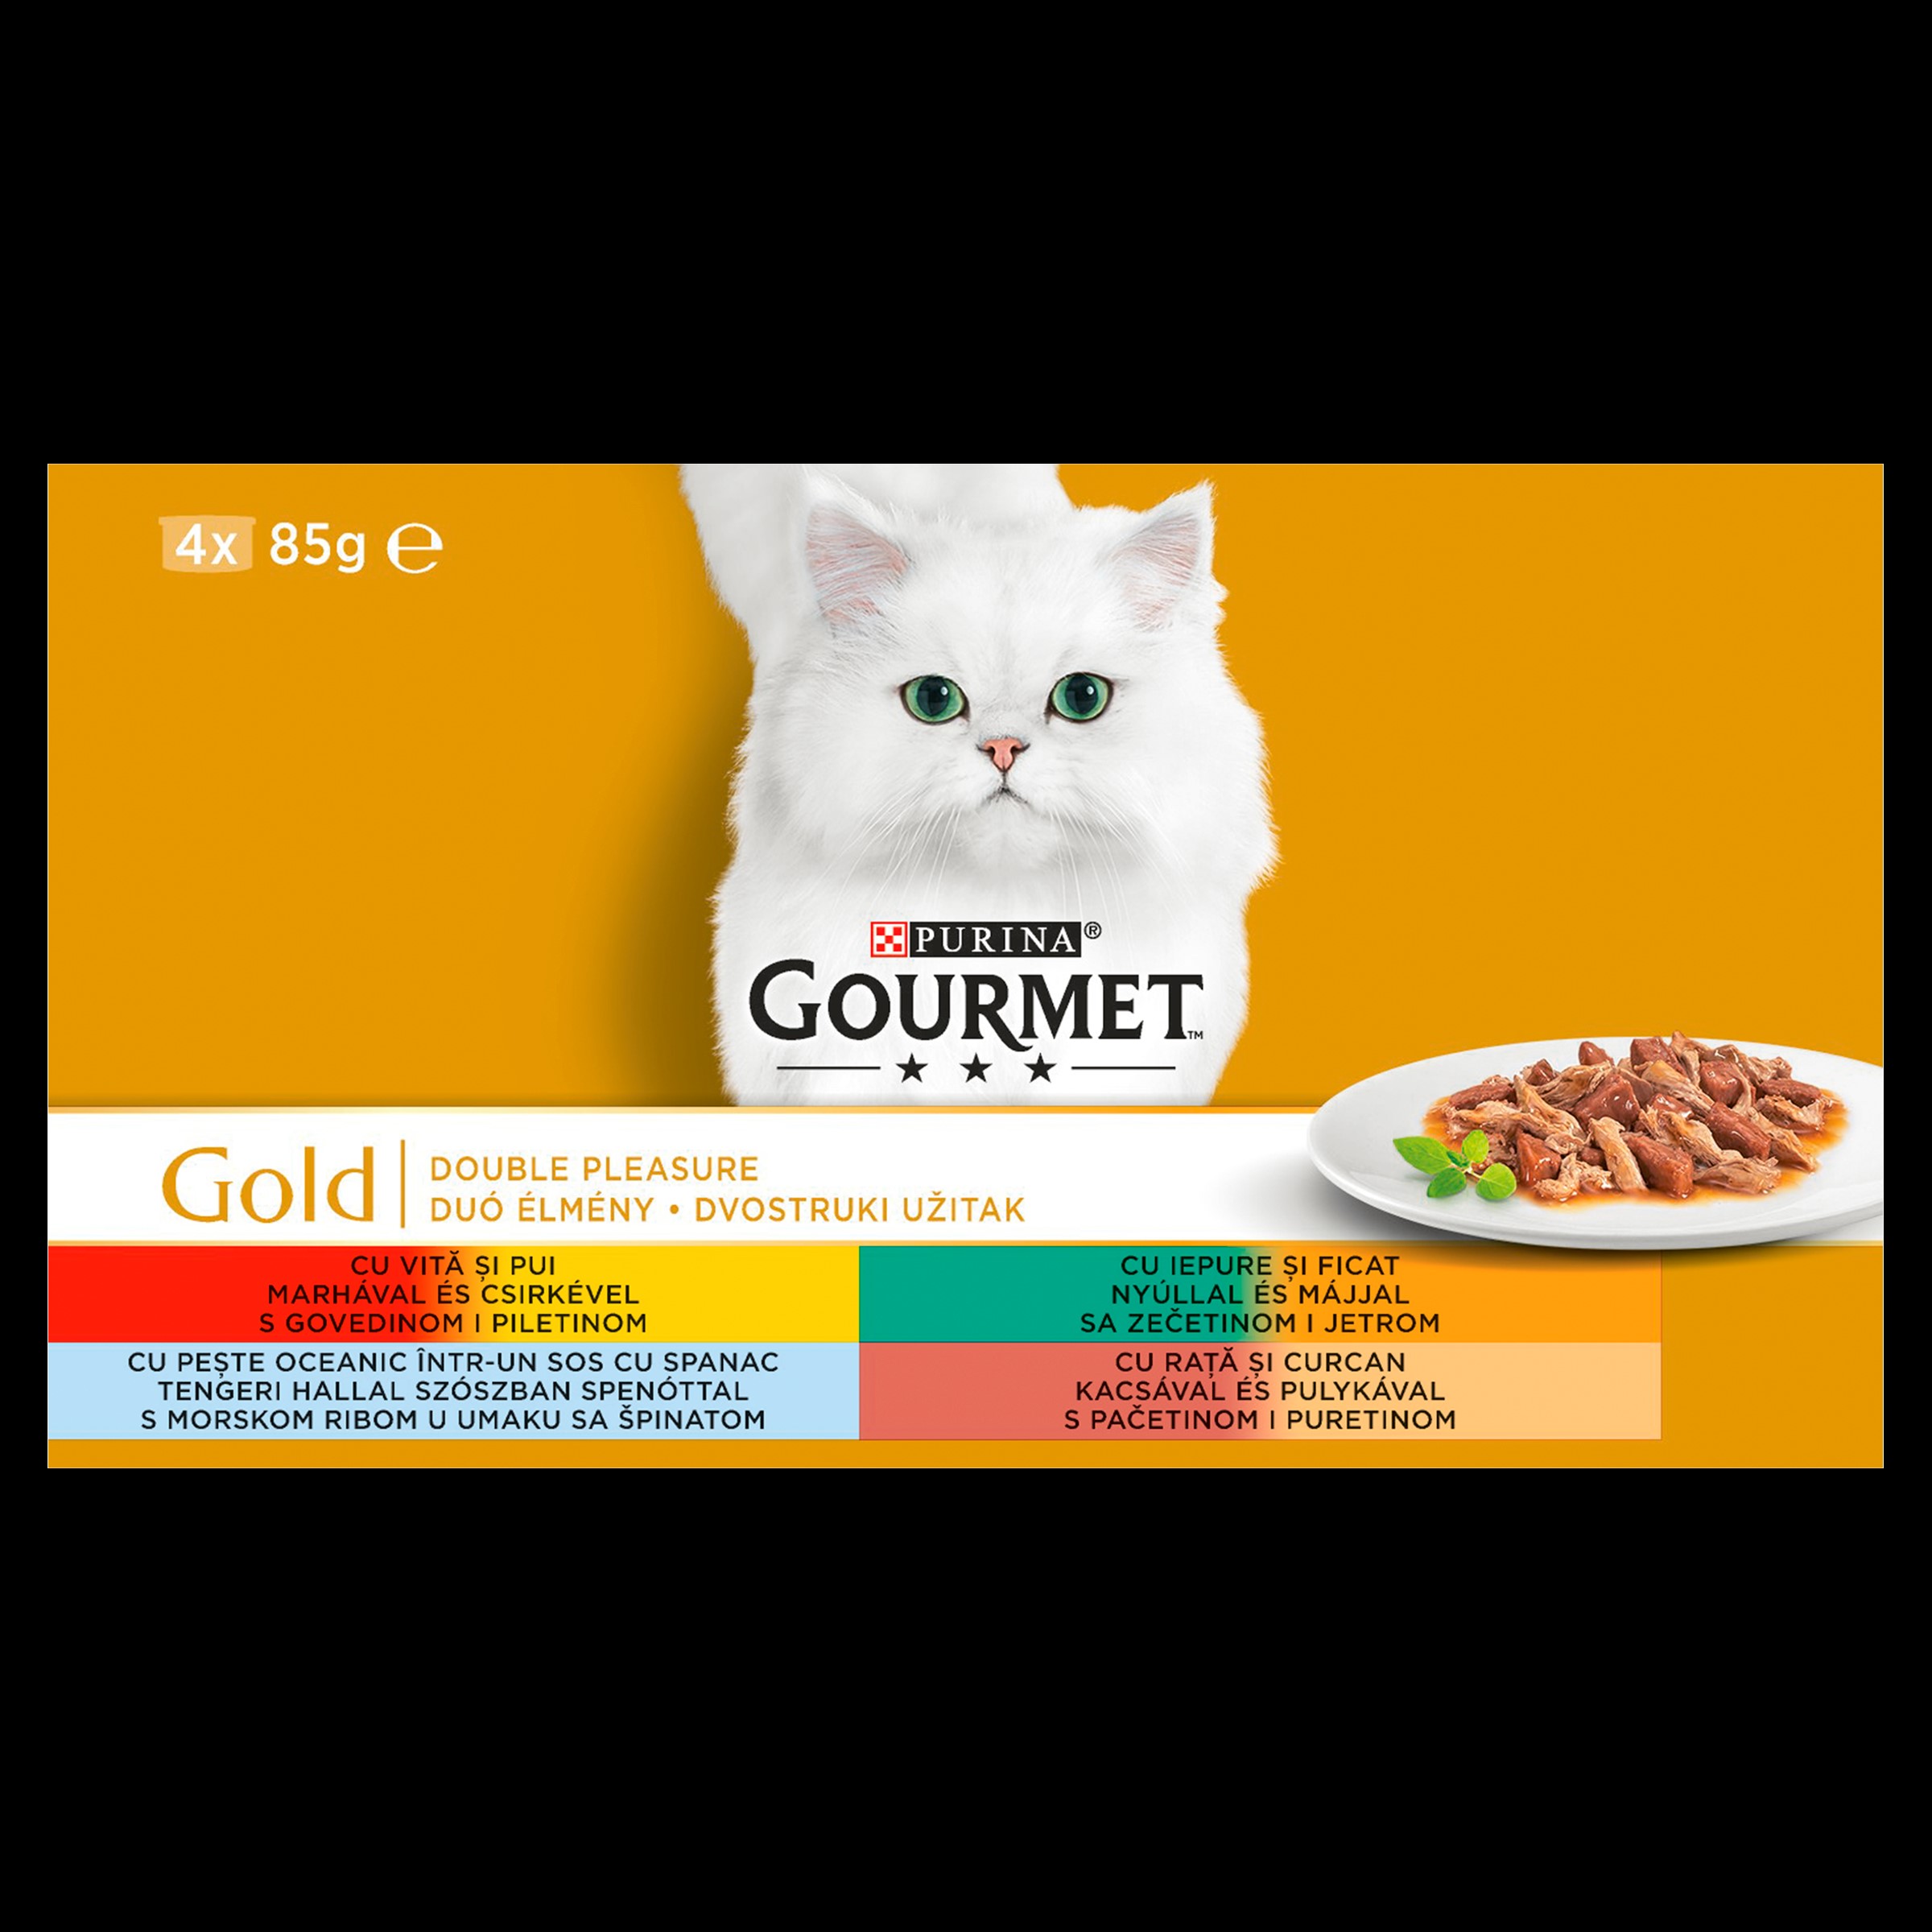 4x 85g ℮
PURINA®
GOURMET™
Gold
DOUBLE PLEASURE
DUÓ ÉLMÉNY • DVOSTRUKI UŽITAK
CU VITĂ ȘI PUI
MARHÁVAL ÉS CSIRKÉVEL
S GOVEDINOM I PILETINOM
CU IEPURE ȘI FICAT
NYÚLLAL ÉS MÁJJAL
SA ZEČETINOM I JETROM
CU PEȘTE OCEANIC ÎNTR-UN SOS CU SPANAC
TENGERI HALLAL SZÓSZBAN SPENÓTTAL
S MORSKOM RIBOM U UMAKU SA ŠPINATOM
CU RAȚĂ ȘI CURCAN
KACSÁVAL ÉS PULYKÁVAL
S PAČETINOM I PURETINOM